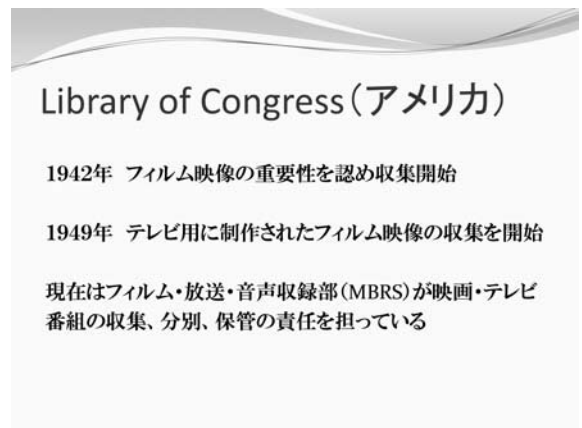 Library of Congress(アメリカ)
1942年 フィルム映像の重要性を認め収集開始
1949年 テレビ用に制作されたフィルム映像の収集を開始
現在はフィルム・放送・音声収録部(MBRS)が映画・テレビ
番組の収集、分別、保管の責任を担っている